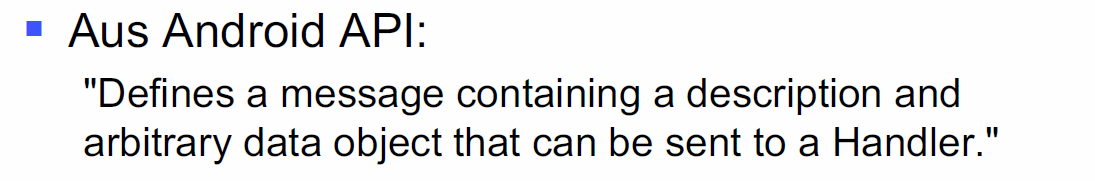 Aus Android API:
"Defines a message containing a description and
arbitrary data object that can be sent to a Handler."